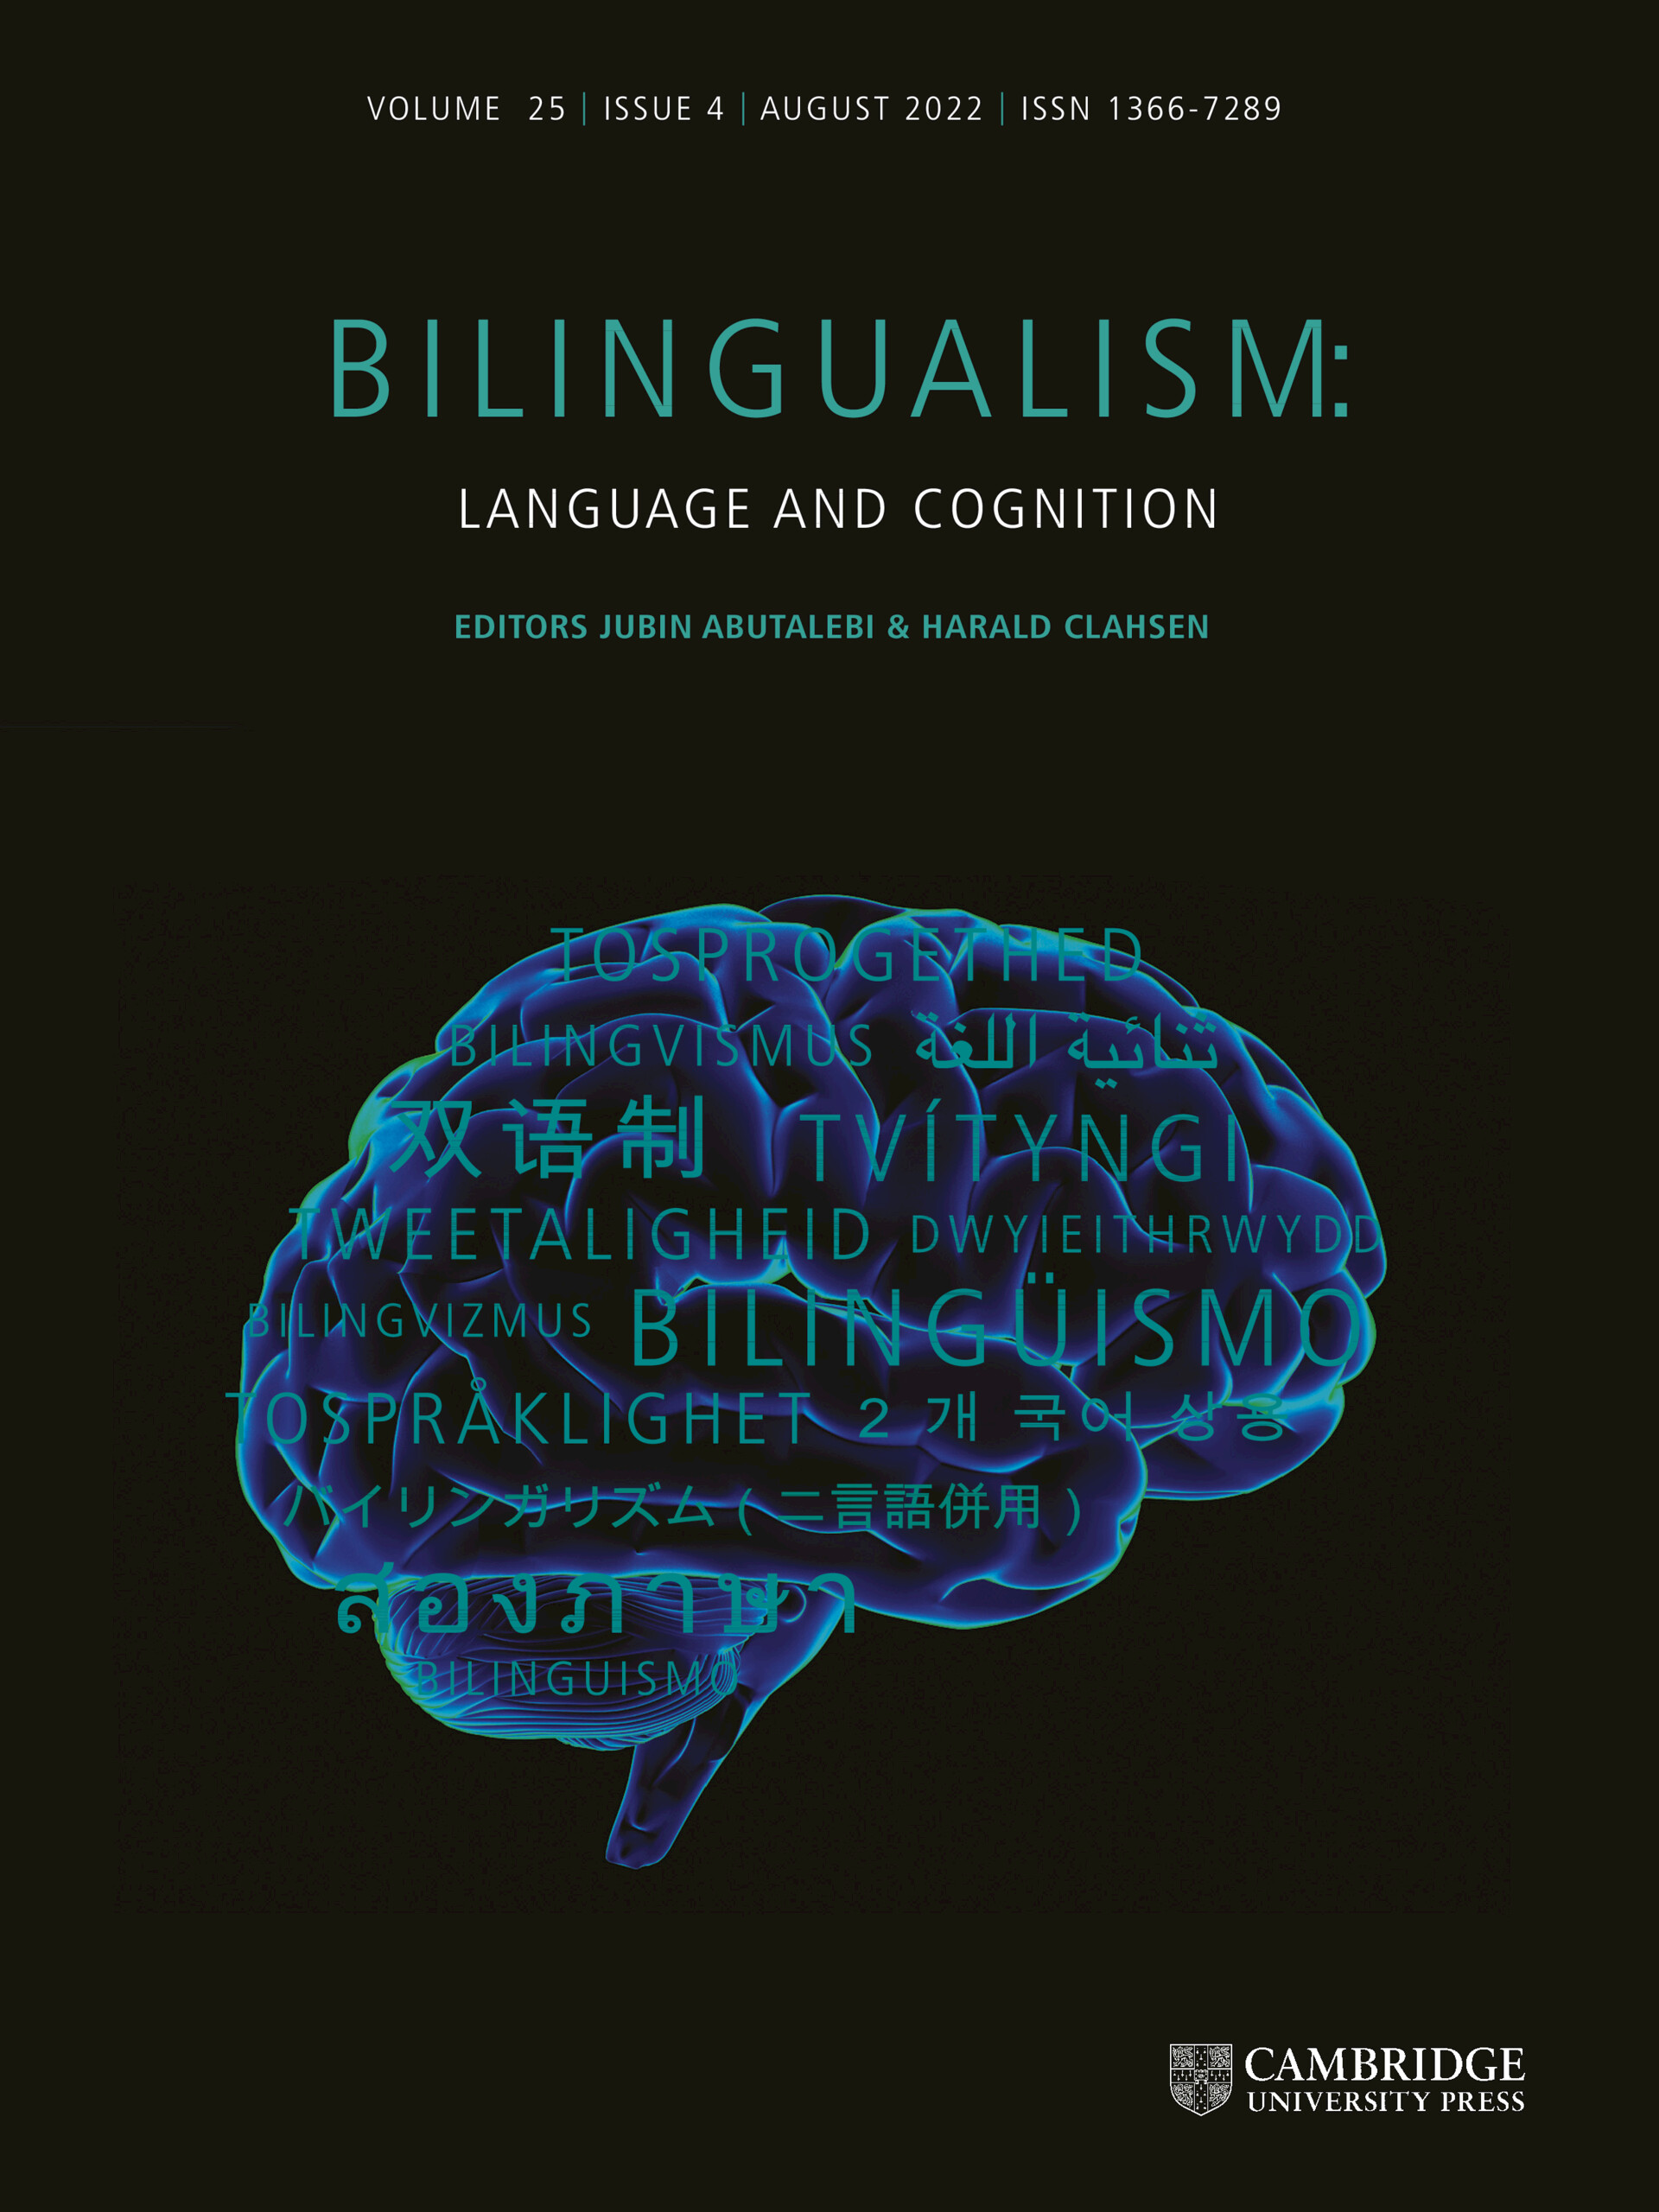 VOLUME 25 | ISSUE 4 | AUGUST 2022 | ISSN 1366-7289
BILINGUALISM:
LANGUAGE AND COGNITION
EDITORS JUBIN ABUTALEBI & HARALD CLAHSEN
TOSPROGETHED
BILINGVISMUS ثنائية اللغة
双语制 TVÍTYNGI
TWEETALIGHEID DWYIEITHRWYDD
BILINGVIZMUS BILINGÜISMO
TOSPRÅKLIGHET 2 개 국어 상용
バイリンガリズム ( 二言語併用 )
สองภาษา
BILINGUISMO
CAMBRIDGE
UNIVERSITY PRESS